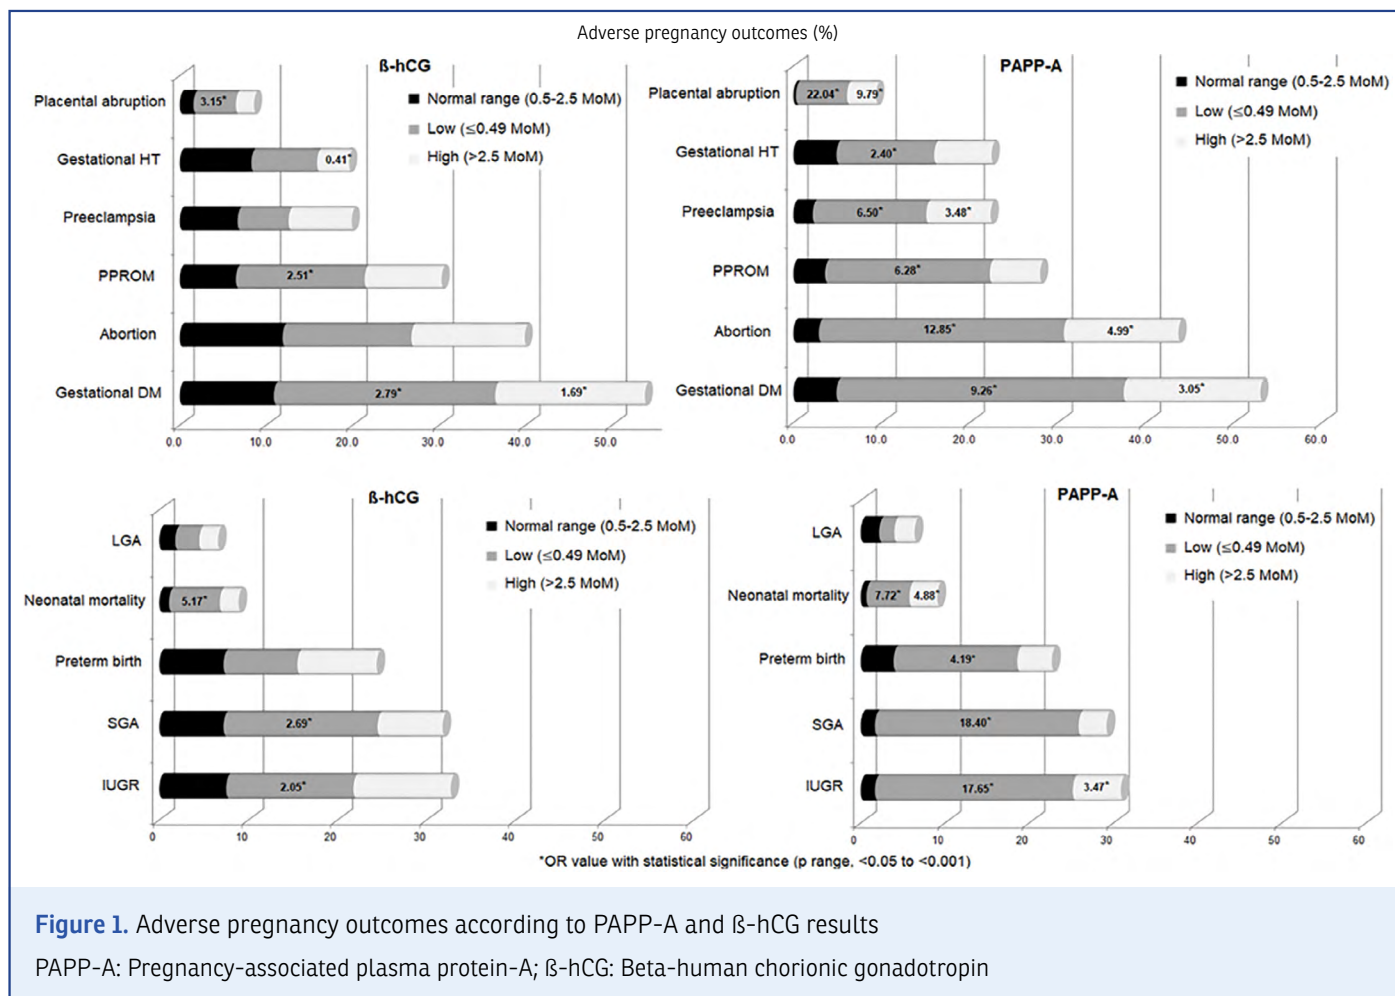 Adverse pregnancy outcomes (%)
ß-hCG
Normal range (0.5-2.5 MoM)
Low (≤0.49 MoM)
High (>2.5 MoM)
Placental abruption 3.15*
Gestational HT 0.41*
Preeclampsia
PPROM 2.51*
Abortion
Gestational DM 2.79* 1.69*
0.0 10.0 20.0 30.0 40.0 50.0
PAPP-A
Normal range (0.5-2.5 MoM)
Low (≤0.49 MoM)
High (>2.5 MoM)
Placental abruption 22.04* 9.79*
Gestational HT 2.40*
Preeclampsia 6.50* 3.48*
PPROM 6.28*
Abortion 12.85* 4.99*
Gestational DM 9.26* 3.05*
0.0 10.0 20.0 30.0 40.0 50.0 60.0
ß-hCG
Normal range (0.5-2.5 MoM)
Low (≤0.49 MoM)
High (>2.5 MoM)
LGA
Neonatal mortality 5.17*
Preterm birth
SGA 2.69*
IUGR 2.05*
0 10 20 30 40 50 60
PAPP-A
Normal range (0.5-2.5 MoM)
Low (≤0.49 MoM)
High (>2.5 MoM)
LGA
Neonatal mortality 7.72* 4.88*
Preterm birth 4.19*
SGA 18.40*
IUGR 17.65* 3.47*
0 10 20 30 40 50 60
*OR value with statistical significance (p range, <0.05 to <0.001)
Figure 1. Adverse pregnancy outcomes according to PAPP-A and ß-hCG results
PAPP-A: Pregnancy-associated plasma protein-A; ß-hCG: Beta-human chorionic gonadotropin